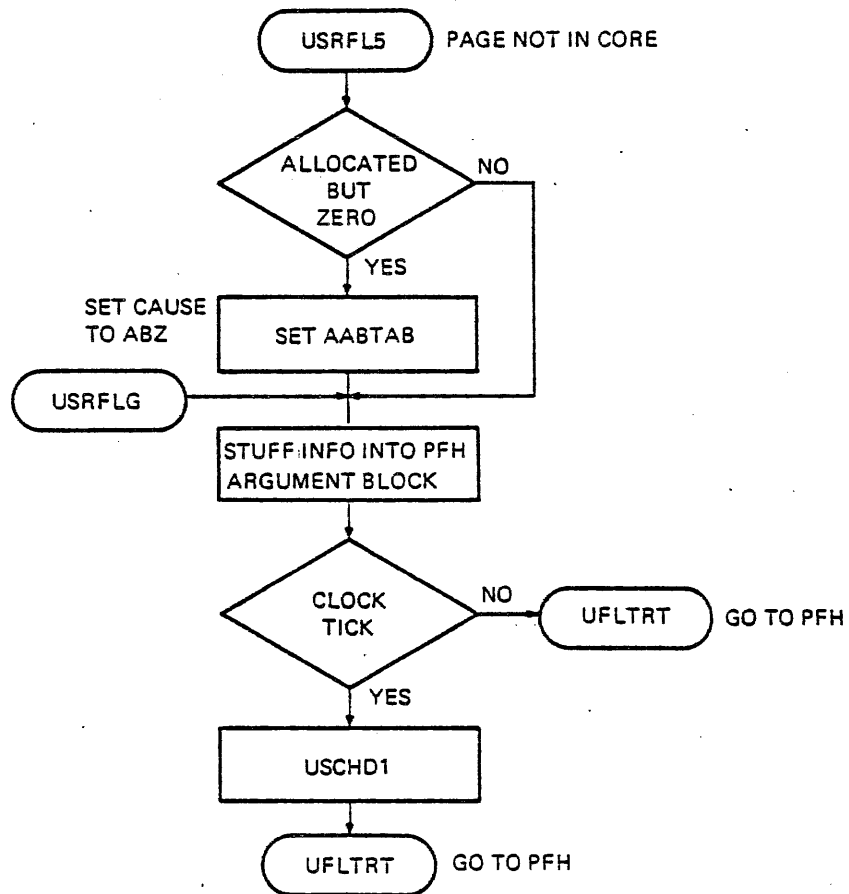 USRFL5
PAGE NOT IN CORE
ALLOCATED
BUT
ZERO
NO
YES
SET CAUSE
TO ABZ
SET AABTAB
USRFLG
STUFF INFO INTO PFH
ARGUMENT BLOCK
CLOCK
TICK
NO
UFLTRT
GO TO PFH
YES
USCHD1
UFLTRT
GO TO PFH